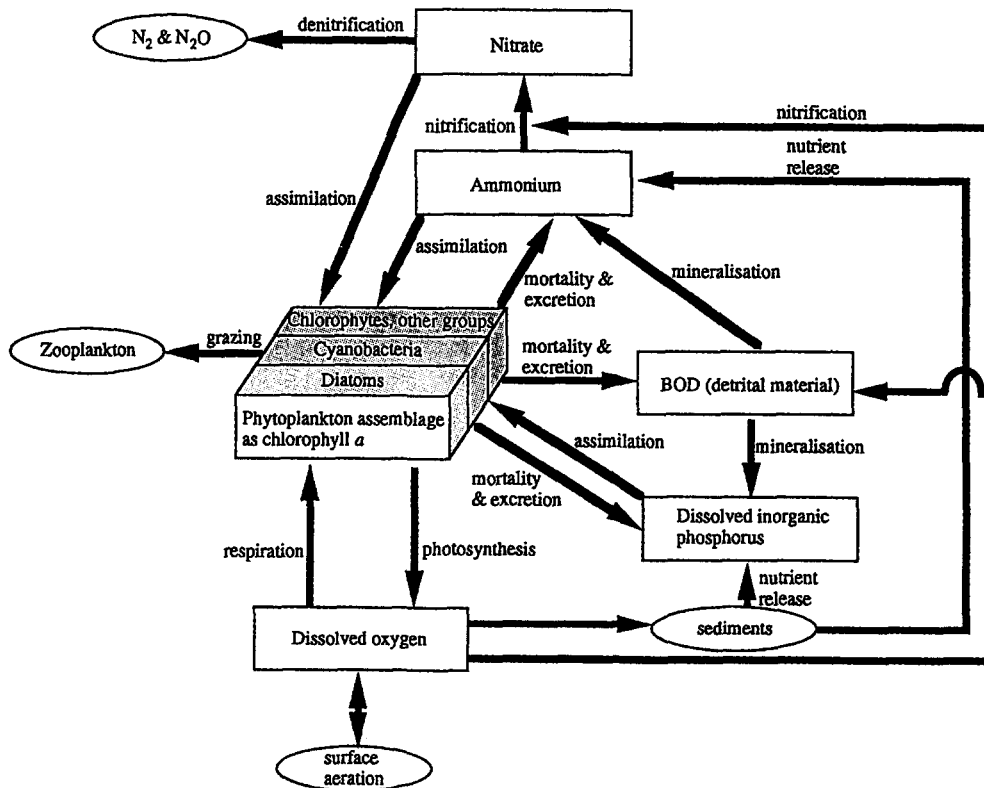 denitrification
N₂ & N₂O
Nitrate
nitrification
nitrification
nutrient
release
Ammonium
assimilation
assimilation
mineralisation
mortality &
excretion
Chlorophytes, other groups
grazing
Zooplankton
Cyanobacteria
mortality &
excretion
Diatoms
BOD (detrital material)
Phytoplankton assemblage
as chlorophyll a
assimilation
mineralisation
mortality
& excretion
Dissolved inorganic
phosphorus
respiration
photosynthesis
nutrient
release
Dissolved oxygen
sediments
surface
aeration